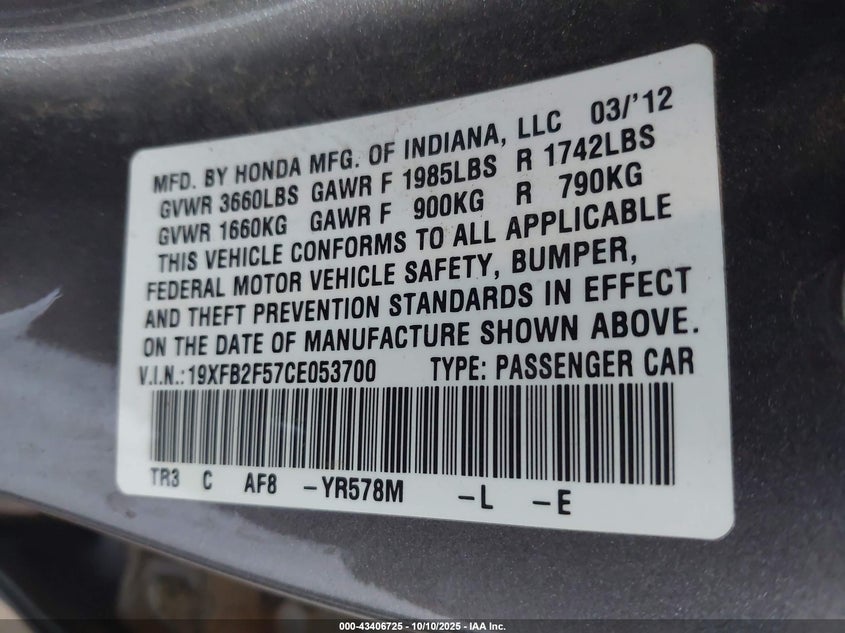 MFD. BY HONDA MFG. OF INDIANA, LLC 03/'12
GVWR 3660LBS GAWR F 1985LBS R 1742LBS
GVWR 1660KG GAWR F 900KG R 790KG
THIS VEHICLE CONFORMS TO ALL APPLICABLE
FEDERAL MOTOR VEHICLE SAFETY, BUMPER,
AND THEFT PREVENTION STANDARDS IN EFFECT
ON THE DATE OF MANUFACTURE SHOWN ABOVE.
V.I.N.:19XFB2F57CE053700 TYPE: PASSENGER CAR
TR3 C AF8 -YR578M -L -E
000-43406725 - 10/10/2025 - IAA Inc.